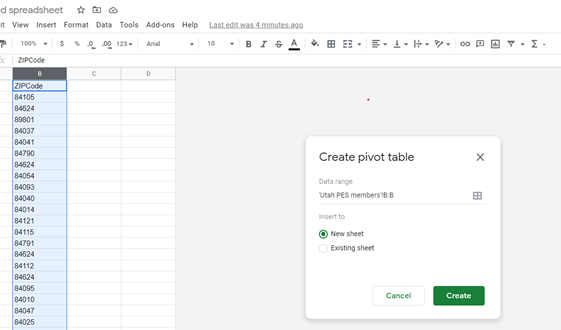 d spreadsheet
it View Insert Format Data Tools Add-ons Help Last edit was 4 minutes ago
100% $ % .0 .00 123 Arial 10 B I S A
ZIPCode
B C D
ZIPCode
84105
84624
89801
84037
84041
84790
84624
84054
84093
84040
84014
84121
84115
84791
84624
84112
84624
84095
84010
84047
84025
Create pivot table
Data range
'Utah PES members'!B:B
Insert to
New sheet
Existing sheet
Cancel Create